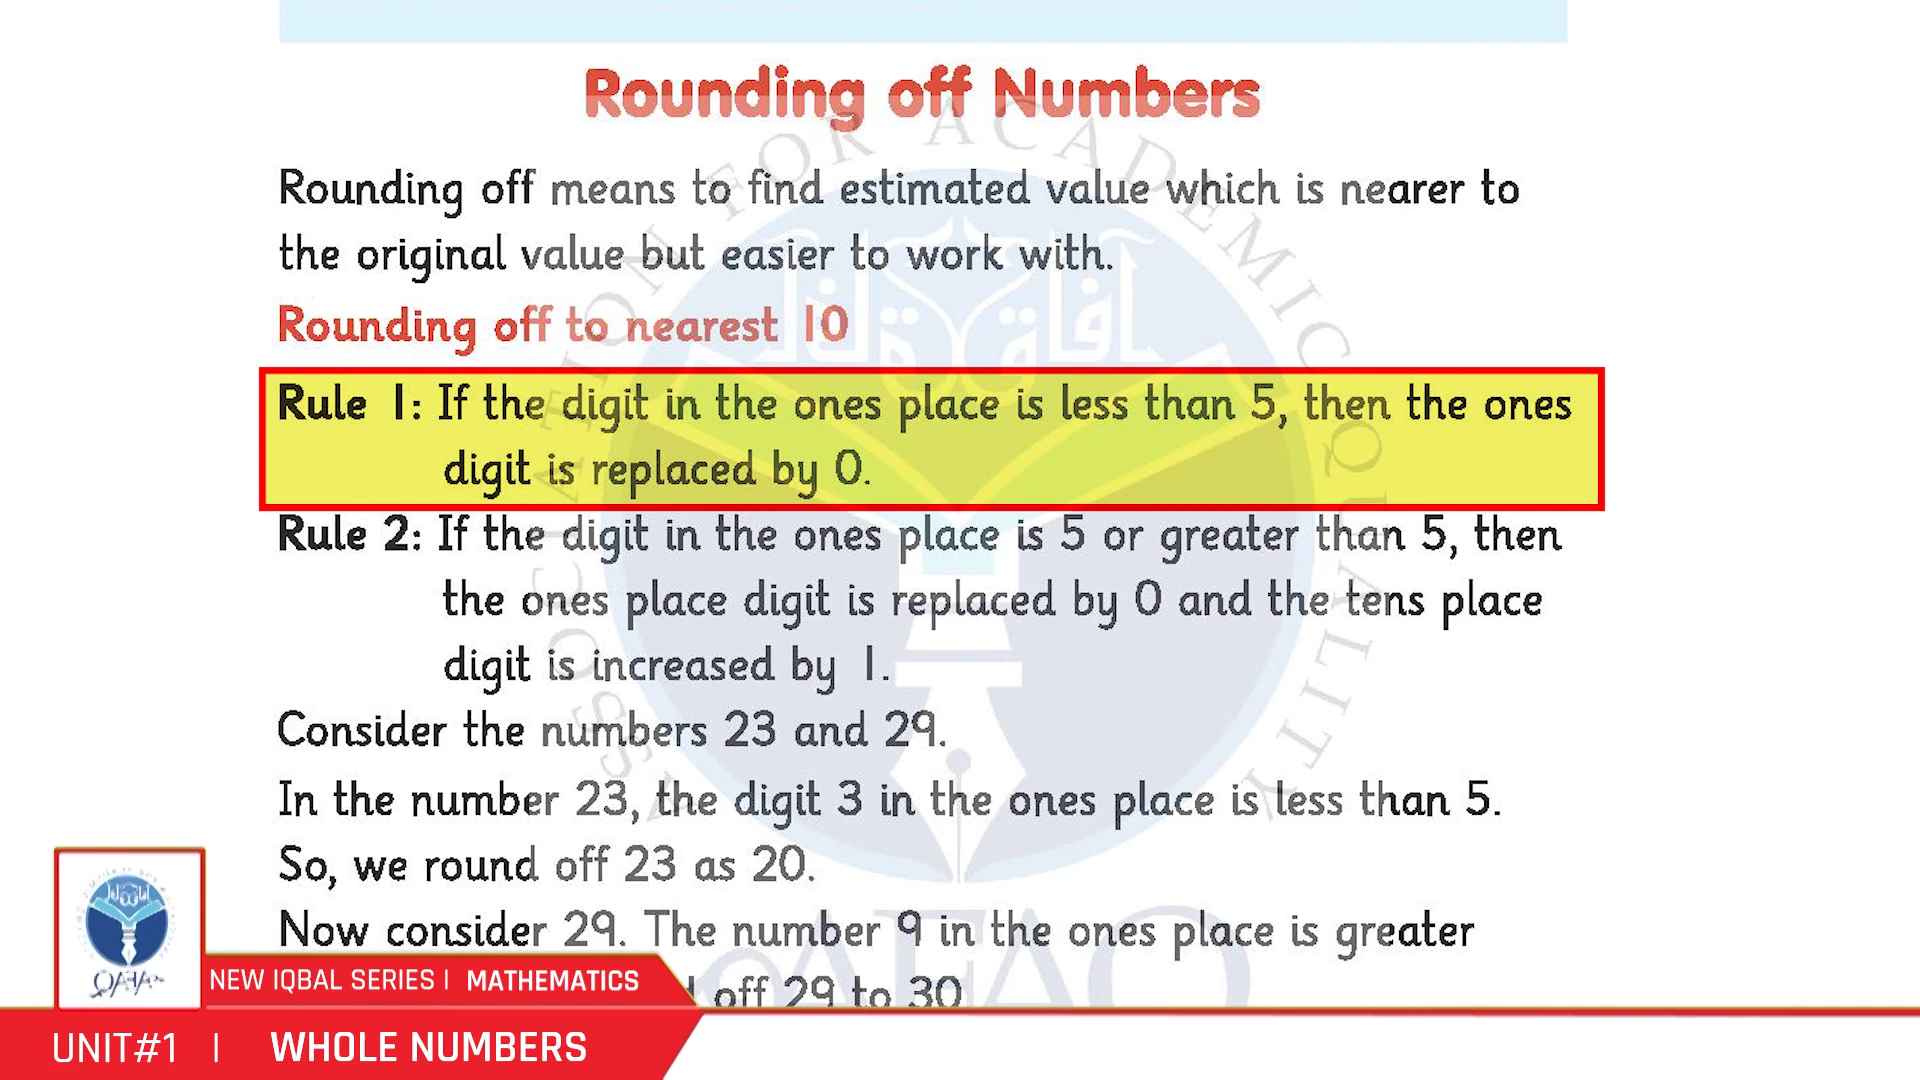 Rounding off Numbers
Rounding off means to find estimated value which is nearer to
the original value but easier to work with.
Rounding off to nearest 10
Rule 1: If the digit in the ones place is less than 5, then the ones
digit is replaced by 0.
Rule 2: If the digit in the ones place is 5 or greater than 5, then
the ones place digit is replaced by 0 and the tens place
digit is increased by 1.
Consider the numbers 23 and 29.
In the number 23, the digit 3 in the ones place is less than 5.
So, we round off 23 as 20.
Now consider 29. The number 9 in the ones place is greater
off 29 to 30
ASSOCIATION FOR ACADEMIC QUALITY
AFAQ
NEW IQBAL SERIES | MATHEMATICS
UNIT#1 | WHOLE NUMBERS